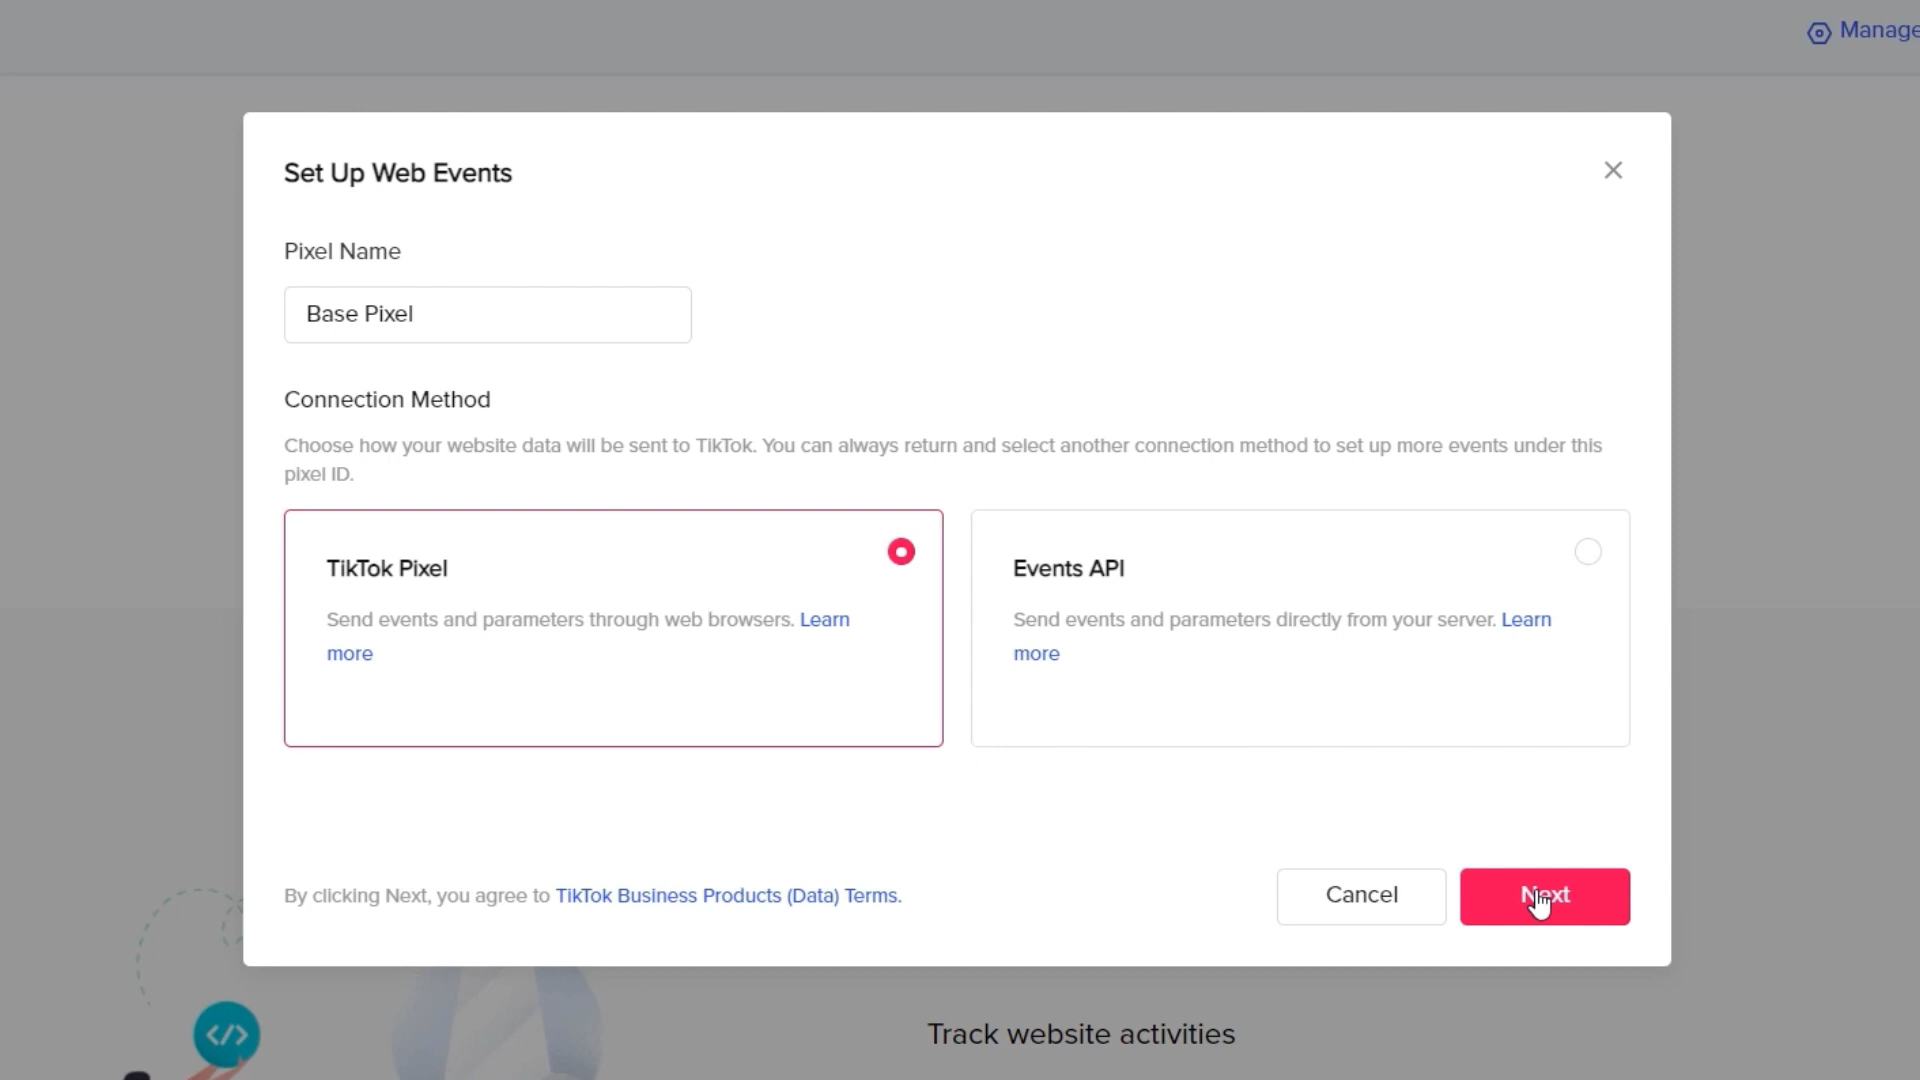 Manage
Set Up Web Events
Pixel Name
Base Pixel
Connection Method
Choose how your website data will be sent to TikTok. You can always return and select another connection method to set up more events under this
pixel ID.
TikTok Pixel
Send events and parameters through web browsers. Learn
more
Events API
Send events and parameters directly from your server. Learn
more
By clicking Next, you agree to TikTok Business Products (Data) Terms.
Cancel
Next
Track website activities